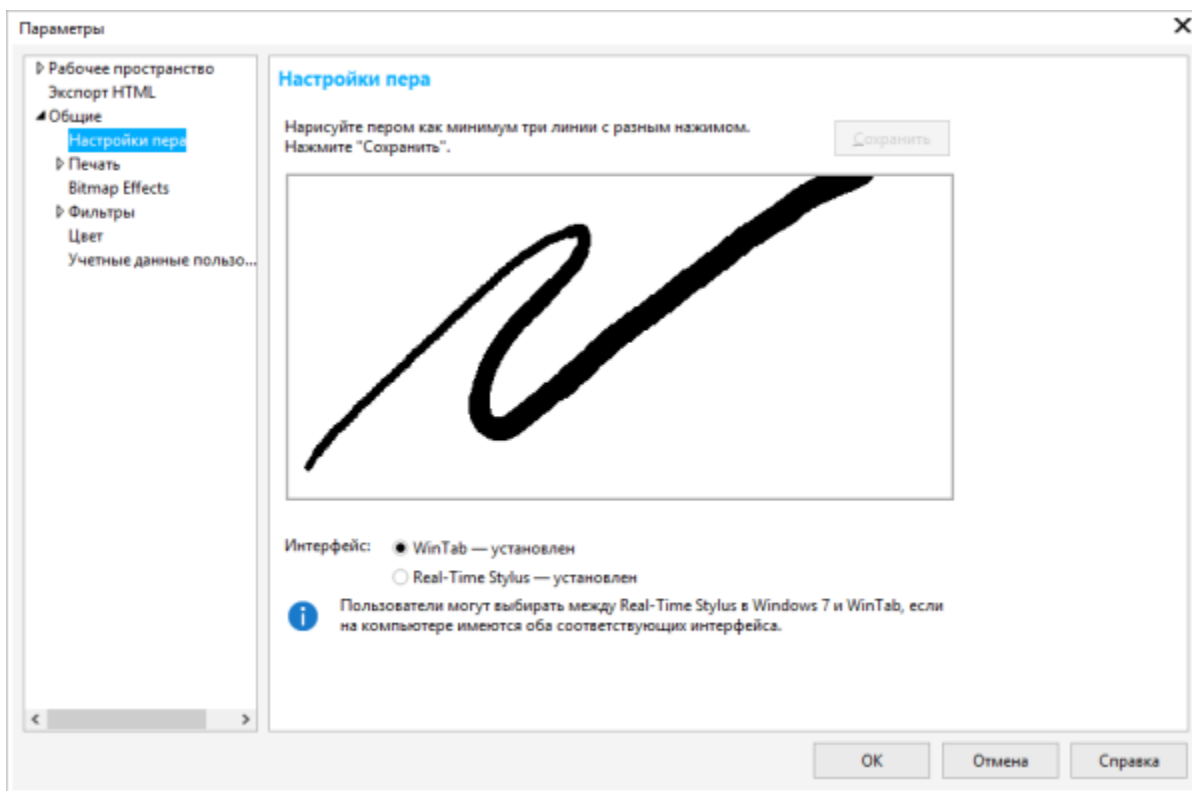 Параметры
Рабочее пространство
Экспорт HTML
Общие
Настройки пера
Печать
Bitmap Effects
Фильтры
Цвет
Учетные данные пользо...
Настройки пера
Нарисуйте пером как минимум три линии с разным нажимом.
Нажмите "Сохранить".
Сохранить
Интерфейс:
WinTab — установлен
Real-Time Stylus — установлен
Пользователи могут выбирать между Real-Time Stylus в Windows 7 и WinTab, если
на компьютере имеются оба соответствующих интерфейса.
ОК
Отмена
Справка